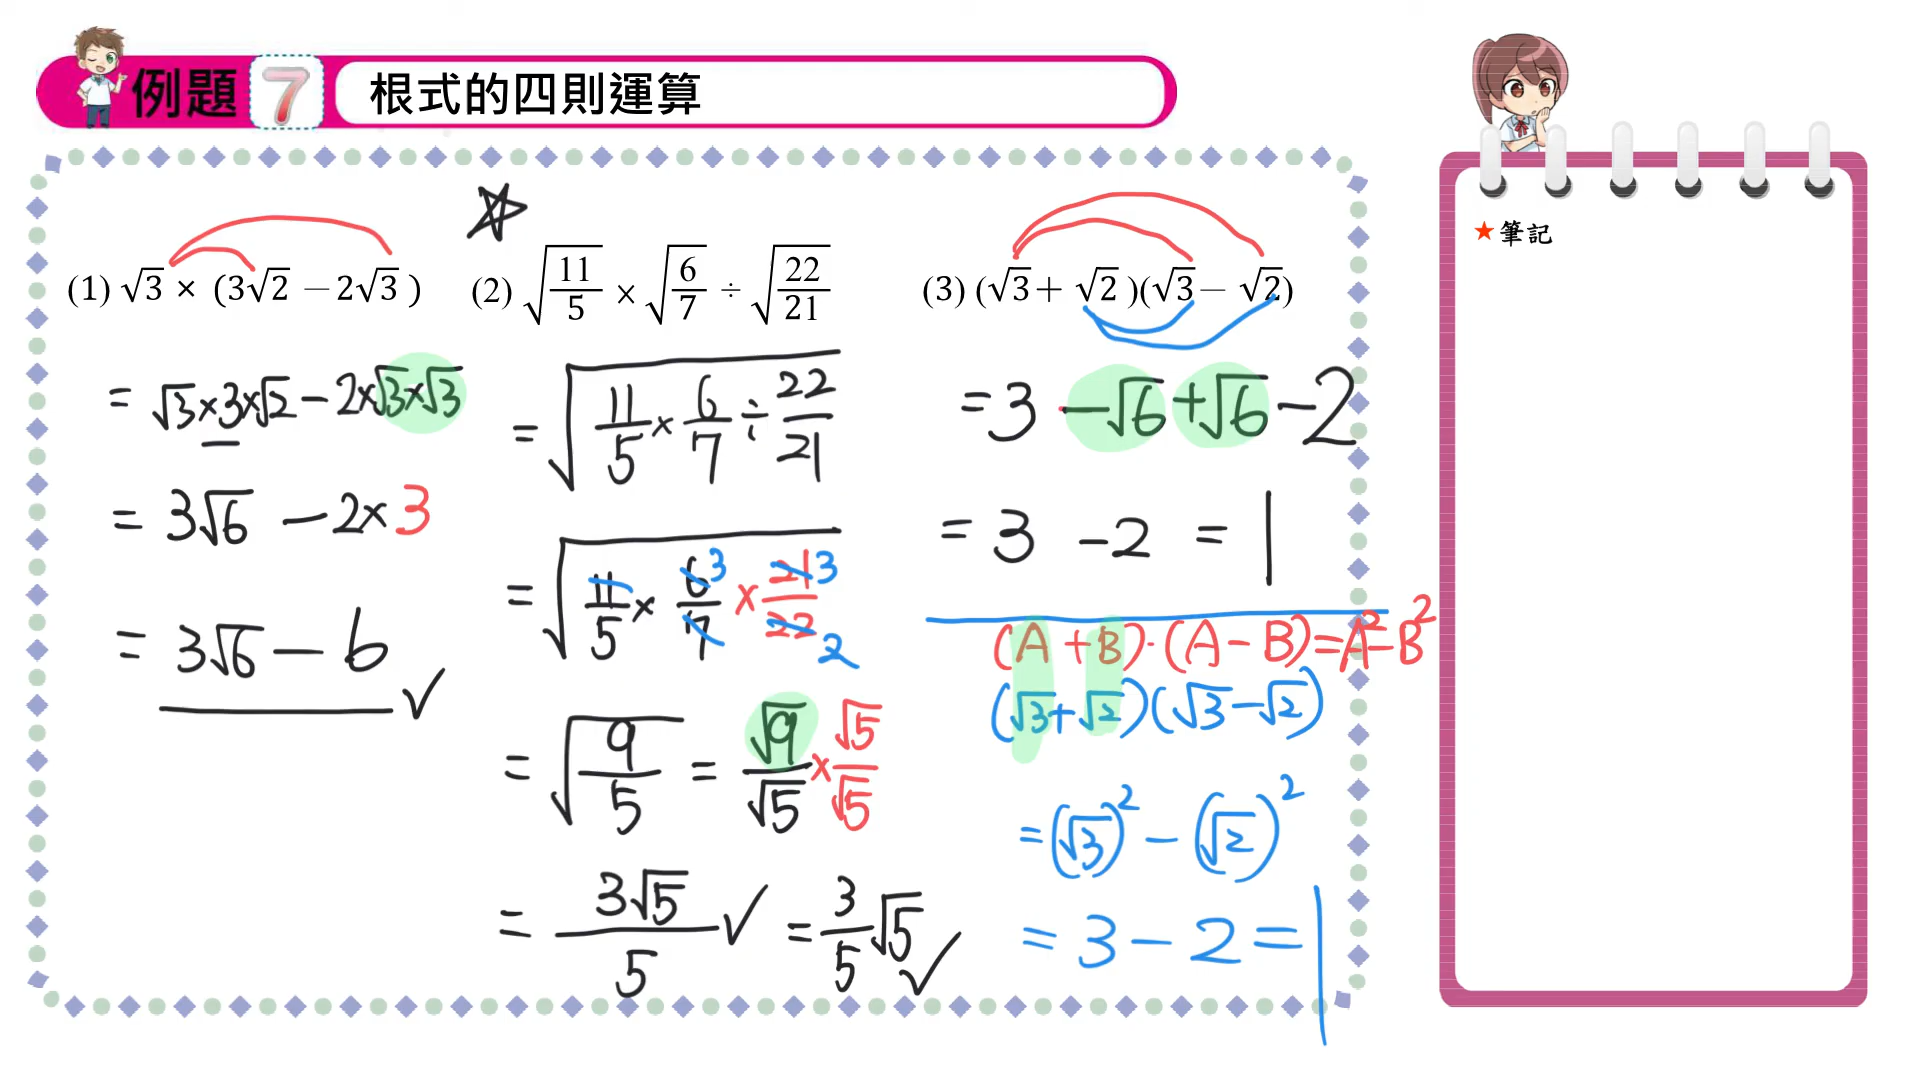 例題 7 根式的四則運算
(1) √3 × (3√2 − 2√3 )
= √3×3×√2 − 2×√3×√3
= 3√6 − 2×3
= 3√6 − 6 ✓
☆
(2) √(11/5) × √(6/7) ÷ √(22/21)
= √(11/5 × 6/7 ÷ 22/21)
= √(11/5 × 6/7 × 21/22) 3 3 2
= √(9/5) = √9/√5 × √5/√5
= 3√5/5 ✓ = 3/5 √5 ✓
(3) (√3 + √2 )(√3 − √2)
= 3 −√6 +√6 −2
= 3 −2 = 1
(A + B)·(A − B) = A²−B²
(√3+√2)(√3−√2)
= (√3)² − (√2)²
= 3 − 2 = 1
★筆記